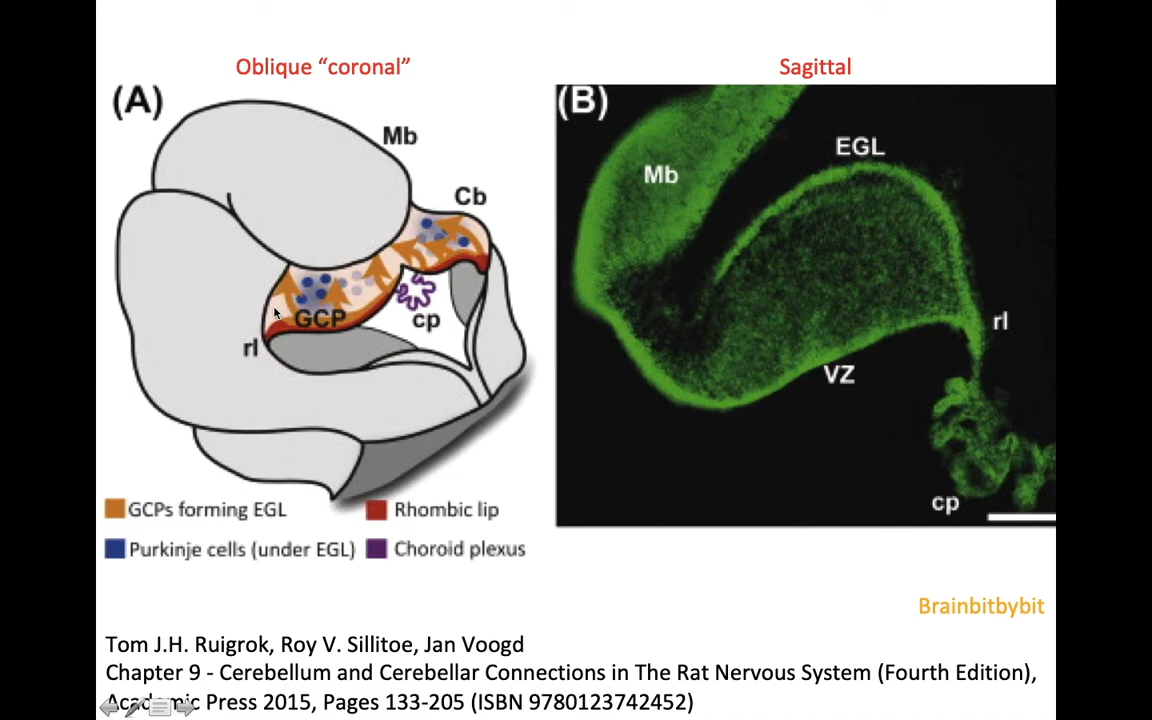 Oblique “coronal”
Sagittal
(A)
Mb
Cb
GCP
cp
rl
GCPs forming EGL
Rhombic lip
Purkinje cells (under EGL)
Choroid plexus
(B)
Mb
EGL
rl
VZ
cp
Brainbitbybit
Tom J.H. Ruigrok, Roy V. Sillitoe, Jan Voogd
Chapter 9 - Cerebellum and Cerebellar Connections in The Rat Nervous System (Fourth Edition),
Academic Press 2015, Pages 133-205 (ISBN 9780123742452)